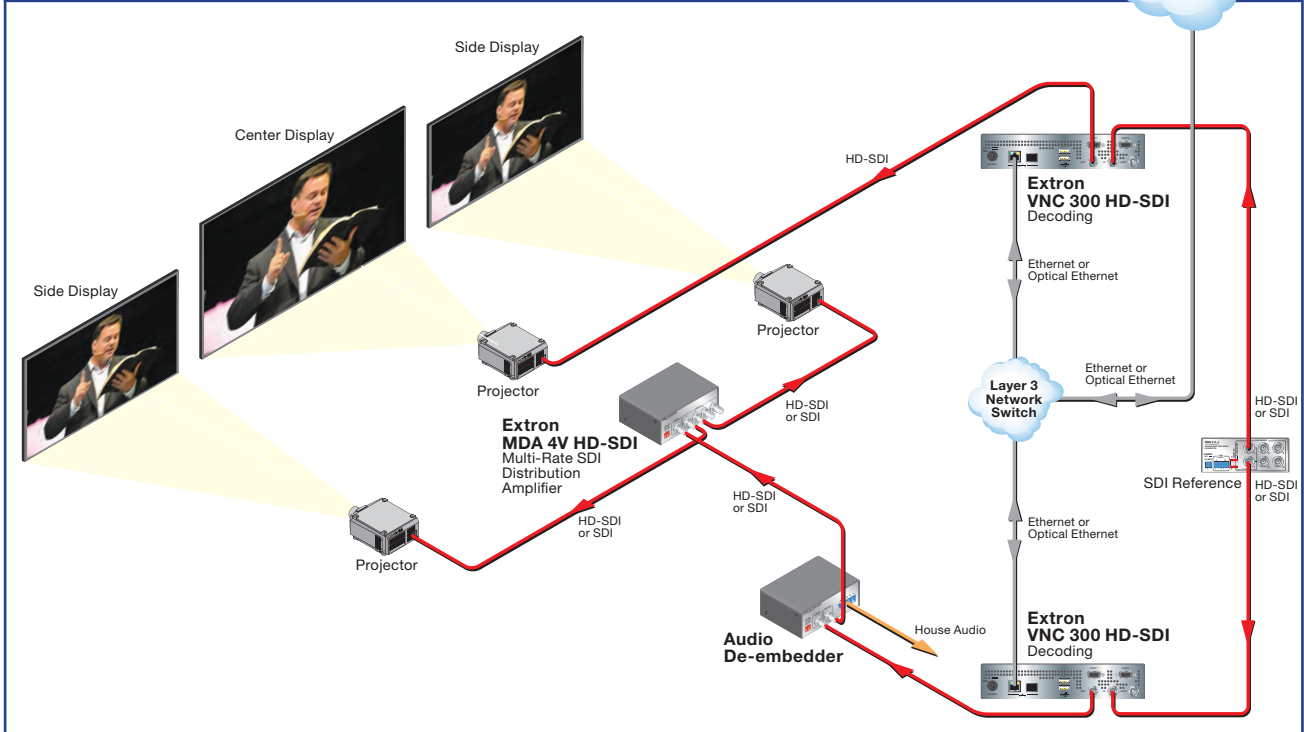 Side Display
Center Display
Side Display
HD-SDI
Extron
VNC 300 HD-SDI
Decoding
Ethernet or
Optical Ethernet
Projector
Projector
Layer 3
Network
Switch
Ethernet or
Optical Ethernet
HD-SDI
or SDI
Extron
MDA 4V HD-SDI
Multi-Rate SDI
Distribution
Amplifier
HD-SDI
or SDI
SDI Reference
HD-SDI
or SDI
HD-SDI
or SDI
HD-SDI
or SDI
Projector
Ethernet or
Optical Ethernet
Audio
De-embedder
House Audio
Extron
VNC 300 HD-SDI
Decoding